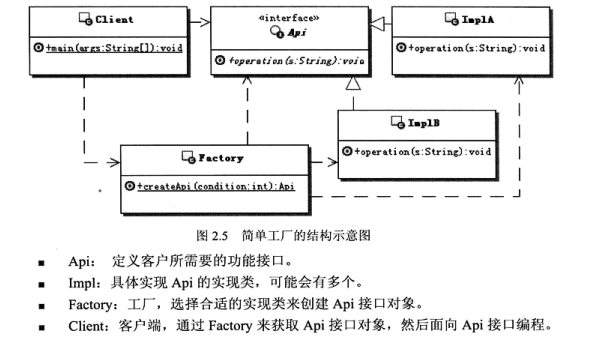 Client
+main(args:String[]):void
«interface»
Api
+operation(s:String):void
ImplA
+operation(s:String):void
ImplB
+operation(s:String):void
Factory
+createApi(condition:int):Api
图 2.5 简单工厂的结构示意图
■ Api: 定义客户所需要的功能接口。
■ Impl: 具体实现 Api 的实现类，可能会有多个。
■ Factory: 工厂，选择合适的实现类来创建 Api 接口对象。
■ Client: 客户端，通过 Factory 来获取 Api 接口对象，然后面向 Api 接口编程。